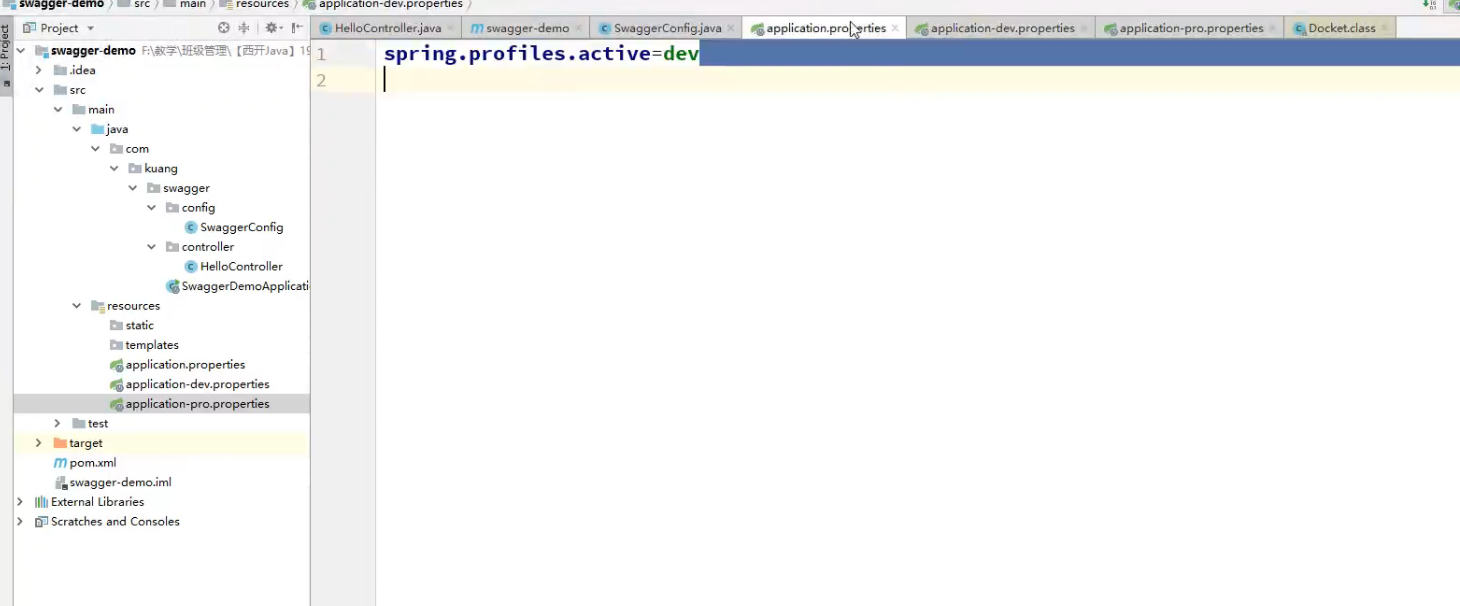 swagger-demo src main resources application-dev.properties
1: Project
Project
HelloController.java swagger-demo SwaggerConfig.java application.properties application-dev.properties application-pro.properties Docket.class
swagger-demo F:\教学\班级管理\【西开Java】19
.idea
src
main
java
com
kuang
swagger
config
SwaggerConfig
controller
HelloController
SwaggerDemoApplicati
resources
static
templates
application.properties
application-dev.properties
application-pro.properties
test
target
pom.xml
swagger-demo.iml
External Libraries
Scratches and Consoles
1 spring.profiles.active=dev
2